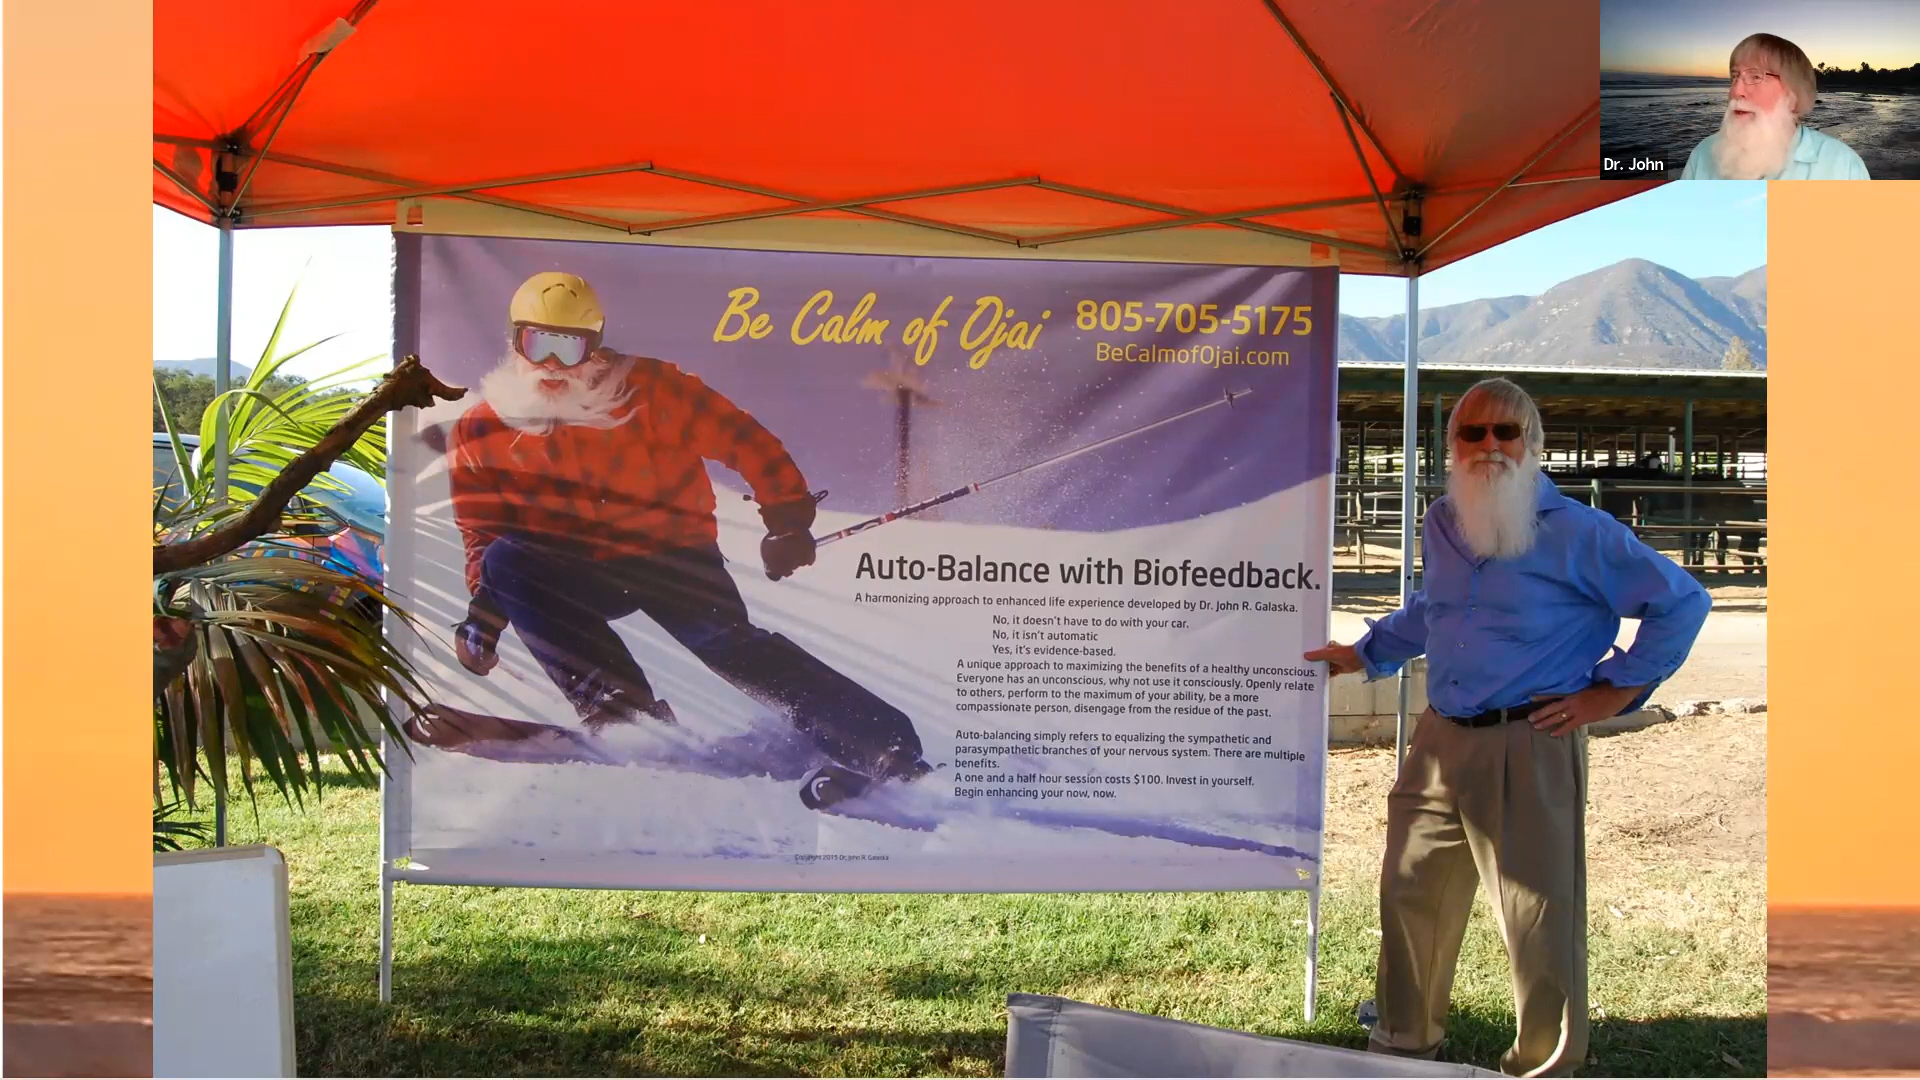 Dr. John
Be Calm of Ojai
805-705-5175
BeCalmofOjai.com
Auto-Balance with Biofeedback.
A harmonizing approach to enhanced life experience developed by Dr. John R. Galaska.
No, it doesn't have to do with your car.
No, it isn't automatic
Yes, it's evidence-based.
A unique approach to maximizing the benefits of a healthy unconscious.
Everyone has an unconscious, why not use it consciously. Openly relate
to others, perform to the maximum of your ability, be a more
compassionate person, disengage from the residue of the past.
Auto-balancing simply refers to equalizing the sympathetic and
parasympathetic branches of your nervous system. There are multiple
benefits.
A one and a half hour session costs $100. Invest in yourself.
Begin enhancing your now, now.
Copyright 2015 Dr. John R. Galaska